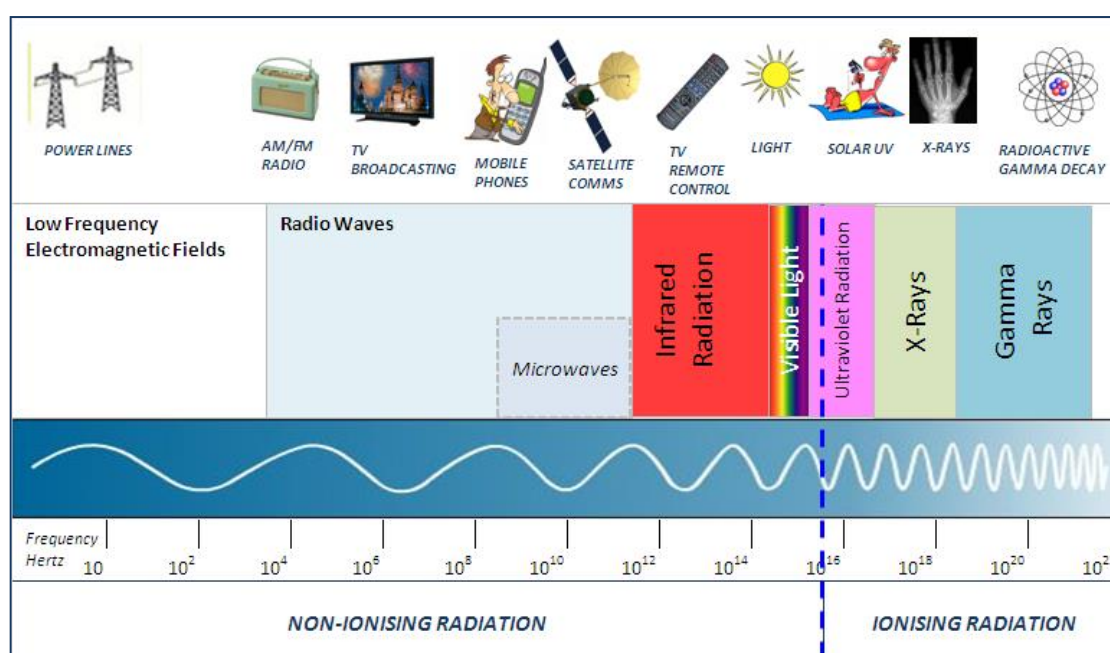 POWER LINES
AM/FM
RADIO
TV
BROADCASTING
MOBILE
PHONES
SATELLITE
COMMS
TV
REMOTE
CONTROL
LIGHT
SOLAR UV
X-RAYS
RADIOACTIVE
GAMMA DECAY
Low Frequency
Electromagnetic Fields
Radio Waves
Microwaves
Infrared
Radiation
Visible Light
Ultraviolet Radiation
X-Rays
Gamma
Rays
Frequency
Hertz 10 10² 10⁴ 10⁶ 10⁸ 10¹⁰ 10¹² 10¹⁴ 10¹⁶ 10¹⁸ 10²⁰
NON-IONISING RADIATION
IONISING RADIATION